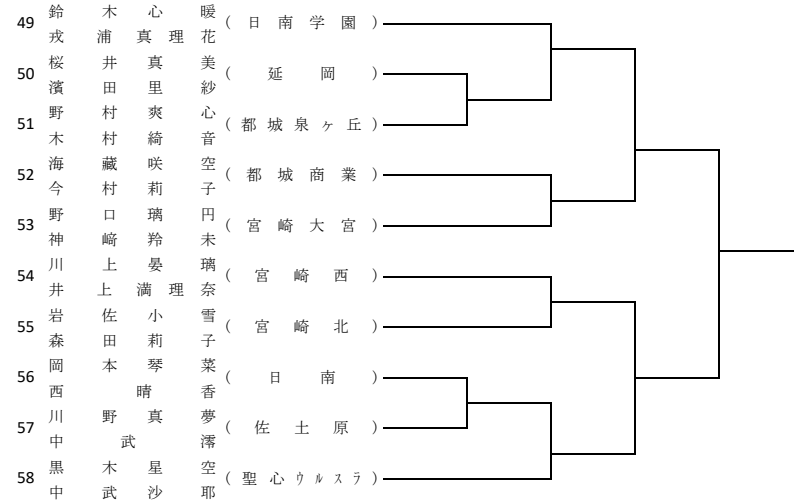 鈴木心暖
49 (日南学園)
戎浦真理花
桜井真美
50 (延岡)
濱田里紗
野村爽心
51 (都城泉ヶ丘)
木村綺音
海藏咲空
52 (都城商業)
今村莉子
野口璃円
53 (宮崎大宮)
神﨑羚未
川上晏璃
54 (宮崎西)
井上満理奈
岩佐小雪
55 (宮崎北)
森田莉子
岡本琴菜
56 (日南)
西晴香
川野真夢
57 (佐土原)
中武澪
黒木星空
58 (聖心ウルスラ)
中武沙耶